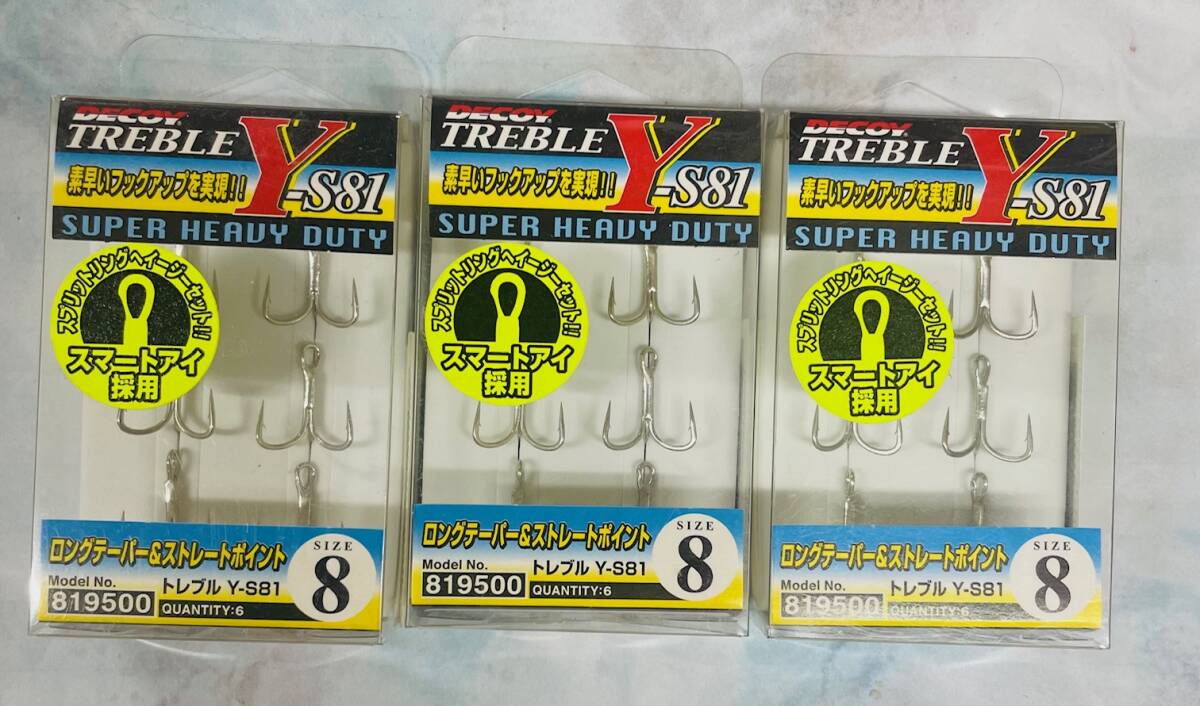 DECOY
TREBLE Y-S81
素早いフックアップを実現!!
SUPER HEAVY DUTY
スプリットリングへイージーセット!!
スマートアイ
採用
ロングテーパー&ストレートポイント
Model No.
819500
トレブル Y-S81
QUANTITY:6
SIZE
8
DECOY
TREBLE Y-S81
素早いフックアップを実現!!
SUPER HEAVY DUTY
スプリットリングへイージーセット!!
スマートアイ
採用
ロングテーパー&ストレートポイント
Model No.
819500
トレブル Y-S81
QUANTITY:6
SIZE
8
DECOY
TREBLE Y-S81
素早いフックアップを実現!!
SUPER HEAVY DUTY
スプリットリングへイージーセット!!
スマートアイ
採用
ロングテーパー&ストレートポイント
Model No.
819500
トレブル Y-S81
QUANTITY:6
SIZE
8